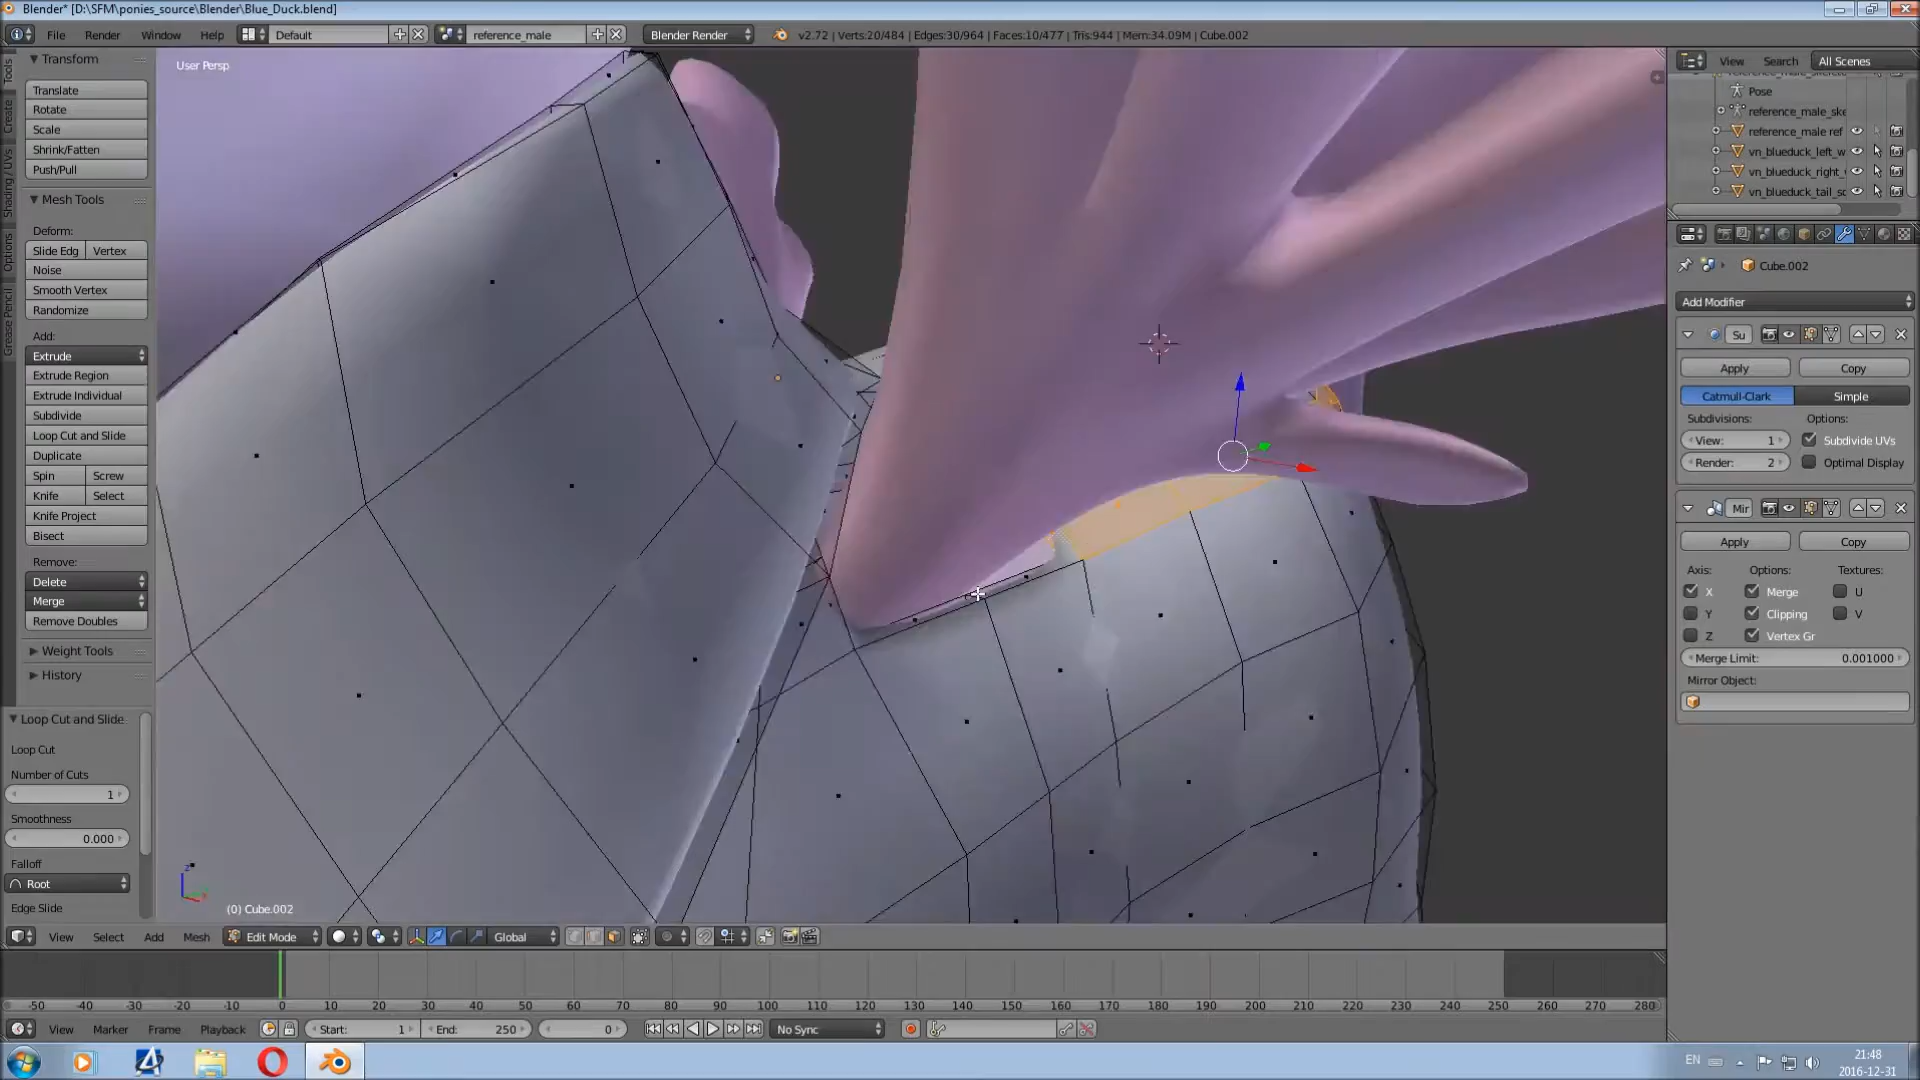 Blender* [D:\SFM\ponies_source\Blender\Blue_Duck.blend]
File Render Window Help Default reference_male Blender Render v2.72 | Verts:20/484 | Edges:30/964 | Faces:10/477 | Tris:944 | Mem:34.09M | Cube.002
Tools
Create
Shading / UVs
Options
Grease Pencil
Transform
Translate
Rotate
Scale
Shrink/Fatten
Push/Pull
Mesh Tools
Deform:
Slide Edg Vertex
Noise
Smooth Vertex
Randomize
Add:
Extrude
Extrude Region
Extrude Individual
Subdivide
Loop Cut and Slide
Duplicate
Spin Screw
Knife Select
Knife Project
Bisect
Remove:
Delete
Merge
Remove Doubles
Weight Tools
History
Loop Cut and Slide
Loop Cut
Number of Cuts
1
Smoothness
0.000
Falloff
Root
Edge Slide
User Persp
(0) Cube.002
View Select Add Mesh Edit Mode Global
View Search All Scenes
Pose
reference_male_ske
reference_male ref
vn_blueduck_left_w
vn_blueduck_right_
vn_blueduck_tail_sc
Cube.002
Add Modifier
Su
Apply Copy
Catmull-Clark Simple
Subdivisions: Options:
View: 1 Subdivide UVs
Render: 2 Optimal Display
Mir
Apply Copy
Axis: Options: Textures:
X Merge U
Y Clipping V
Z Vertex Gr
Merge Limit: 0.001000
Mirror Object:
-50 -40 -30 -20 -10 0 10 20 30 40 50 60 70 80 90 100 110 120 130 140 150 160 170 180 190 200 210 220 230 240 250 260 270 280
View Marker Frame Playback Start: 1 End: 250 0 No Sync
EN 21:48
2016-12-31